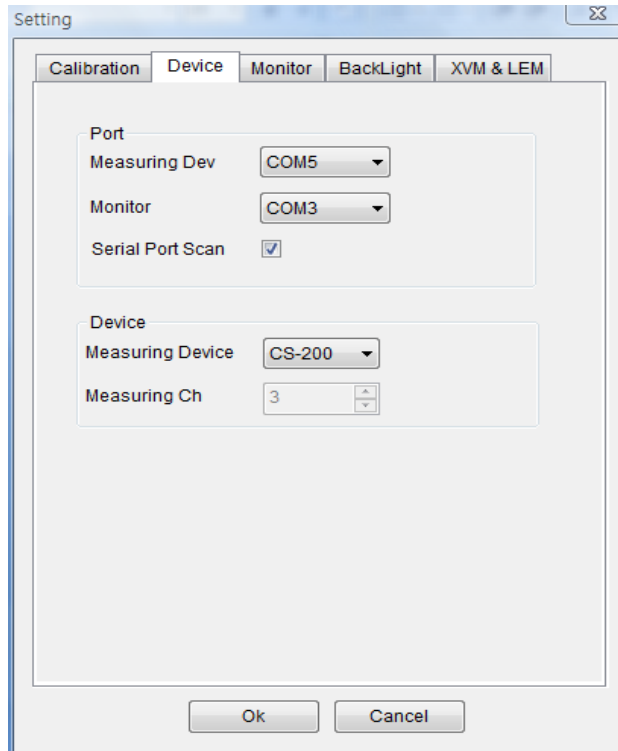 Setting
Calibration Device Monitor BackLight XVM & LEM
Port
Measuring Dev COM5
Monitor COM3
Serial Port Scan
Device
Measuring Device CS-200
Measuring Ch 3
Ok Cancel